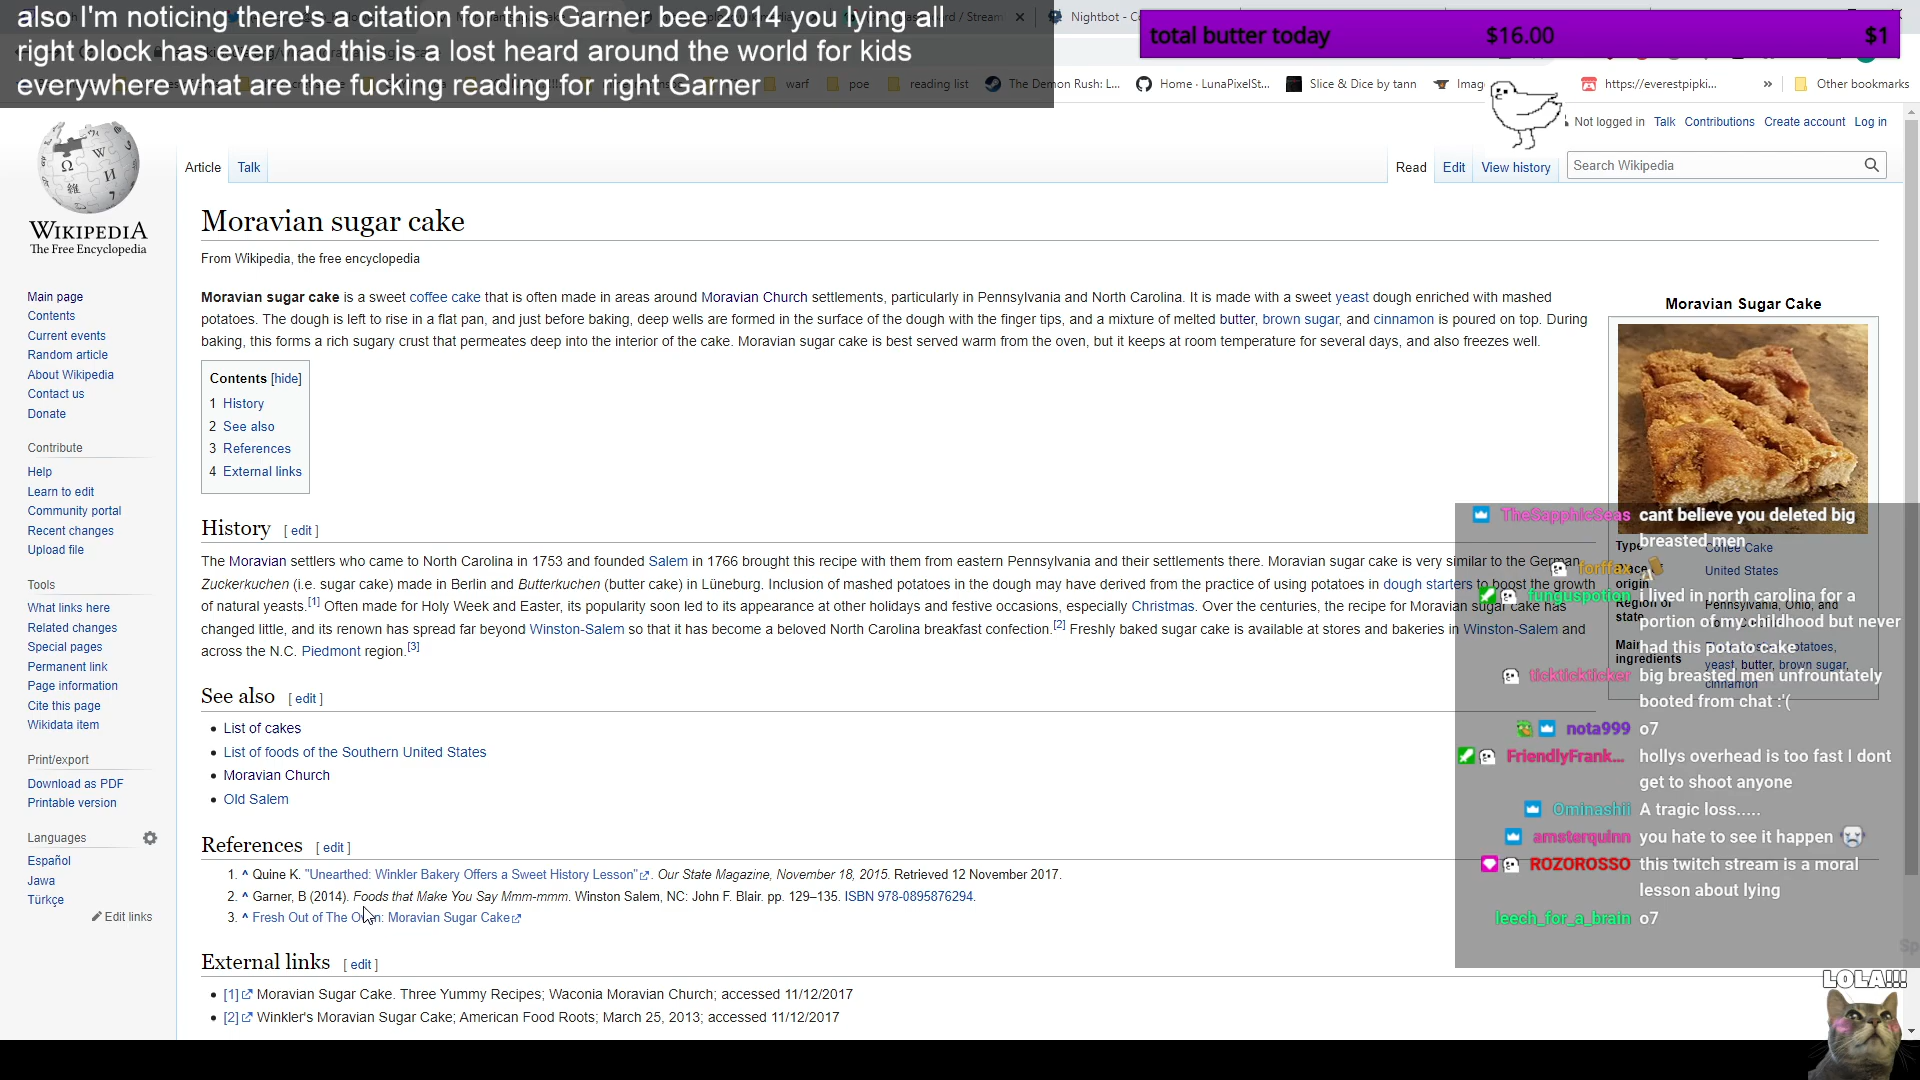 also I'm noticing there's a citation for this Garner bee 2014 you lying all
right block has ever had this is a lost heard around the world for kids
everywhere what are the fucking reading for right Garner
Nightbot - C
total butter today $16.00 $1
warf
poe
reading list
The Demon Rush: L...
Home · LunaPixelSt...
Slice & Dice by tann
Imag
https://everestpipki...
»
Other bookmarks
Not logged in Talk Contributions Create account Log in
Article Talk
Read Edit View history Search Wikipedia
WIKIPEDIA
The Free Encyclopedia
Main page
Contents
Current events
Random article
About Wikipedia
Contact us
Donate
Contribute
Help
Learn to edit
Community portal
Recent changes
Upload file
Tools
What links here
Related changes
Special pages
Permanent link
Page information
Cite this page
Wikidata item
Print/export
Download as PDF
Printable version
Languages
Español
Jawa
Türkçe
Edit links
Moravian sugar cake
From Wikipedia, the free encyclopedia
Moravian sugar cake is a sweet coffee cake that is often made in areas around Moravian Church settlements, particularly in Pennsylvania and North Carolina. It is made with a sweet yeast dough enriched with mashed
potatoes. The dough is left to rise in a flat pan, and just before baking, deep wells are formed in the surface of the dough with the finger tips, and a mixture of melted butter, brown sugar, and cinnamon is poured on top. During
baking, this forms a rich sugary crust that permeates deep into the interior of the cake. Moravian sugar cake is best served warm from the oven, but it keeps at room temperature for several days, and also freezes well.
Contents [hide]
1 History
2 See also
3 References
4 External links
History [ edit ]
The Moravian settlers who came to North Carolina in 1753 and founded Salem in 1766 brought this recipe with them from eastern Pennsylvania and their settlements there. Moravian sugar cake is very similar to the German
Zuckerkuchen (i.e. sugar cake) made in Berlin and Butterkuchen (butter cake) in Lüneburg. Inclusion of mashed potatoes in the dough may have derived from the practice of using potatoes in dough starters to boost the growth
of natural yeasts.[1] Often made for Holy Week and Easter, its popularity soon led to its appearance at other holidays and festive occasions, especially Christmas. Over the centuries, the recipe for Moravian sugar cake has
changed little, and its renown has spread far beyond Winston-Salem so that it has become a beloved North Carolina breakfast confection.[2] Freshly baked sugar cake is available at stores and bakeries in Winston-Salem and
across the N.C. Piedmont region.[3]
See also [ edit ]
• List of cakes
• List of foods of the Southern United States
• Moravian Church
• Old Salem
References [ edit ]
1. ^ Quine K. "Unearthed: Winkler Bakery Offers a Sweet History Lesson". Our State Magazine, November 18, 2015. Retrieved 12 November 2017.
2. ^ Garner, B (2014). Foods that Make You Say Mmm-mmm. Winston Salem, NC: John F. Blair. pp. 129–135. ISBN 978-0895876294.
3. ^ Fresh Out of The Oven: Moravian Sugar Cake
External links [ edit ]
• [1] Moravian Sugar Cake. Three Yummy Recipes; Waconia Moravian Church; accessed 11/12/2017
• [2] Winkler's Moravian Sugar Cake; American Food Roots; March 25, 2013; accessed 11/12/2017
Moravian Sugar Cake
Type Coffee Cake
origin United States
Region or state Pennsylvania, Ohio, and
Main ingredients potatoes,
yeast, butter, brown sugar,
cinnamon
TheSapphicSeas cant believe you deleted big
breasted men
forffax
funguspotion i lived in north carolina for a
portion of my childhood but never
had this potato cake
ticktickticker big breasted men unfrountately
booted from chat :'(
nota999 o7
FriendlyFrank... hollys overhead is too fast I dont
get to shoot anyone
Ominashii A tragic loss.....
amsterquinn you hate to see it happen
ROZOROSSO this twitch stream is a moral
lesson about lying
leech_for_a_brain o7
LOLA!!!